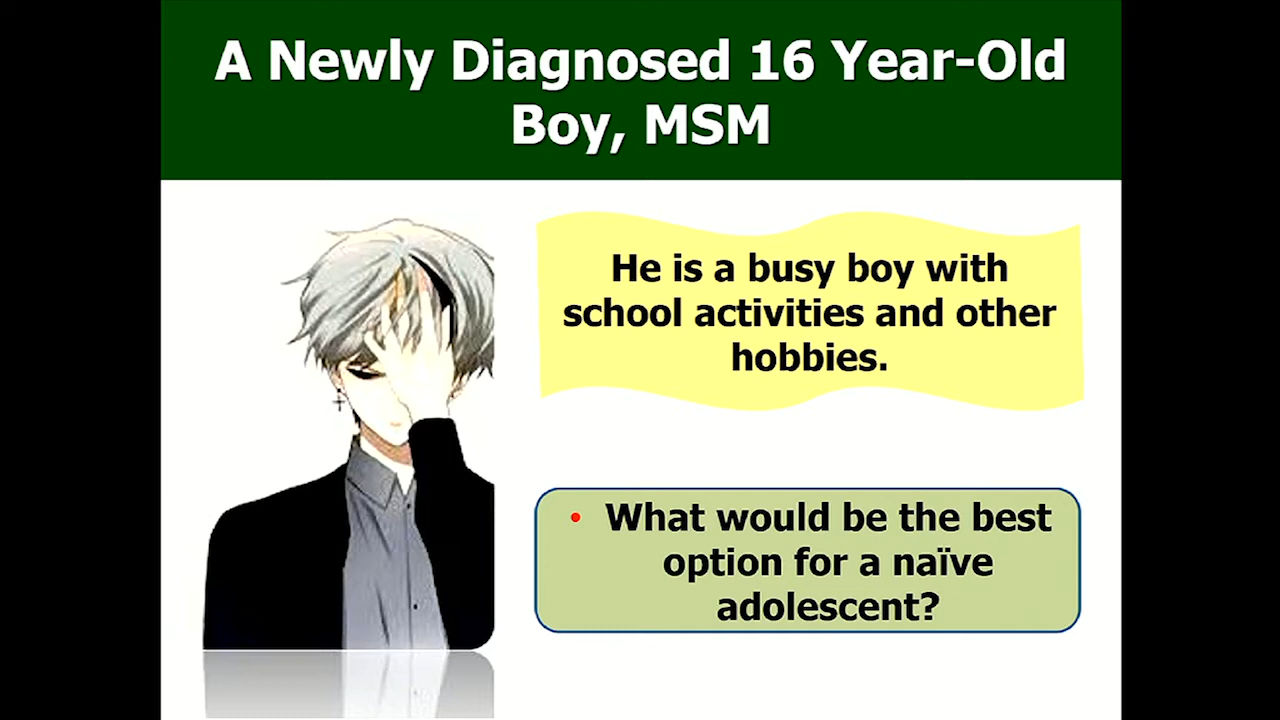 A Newly Diagnosed 16 Year-Old
Boy, MSM
He is a busy boy with
school activities and other
hobbies.
• What would be the best
option for a naïve
adolescent?